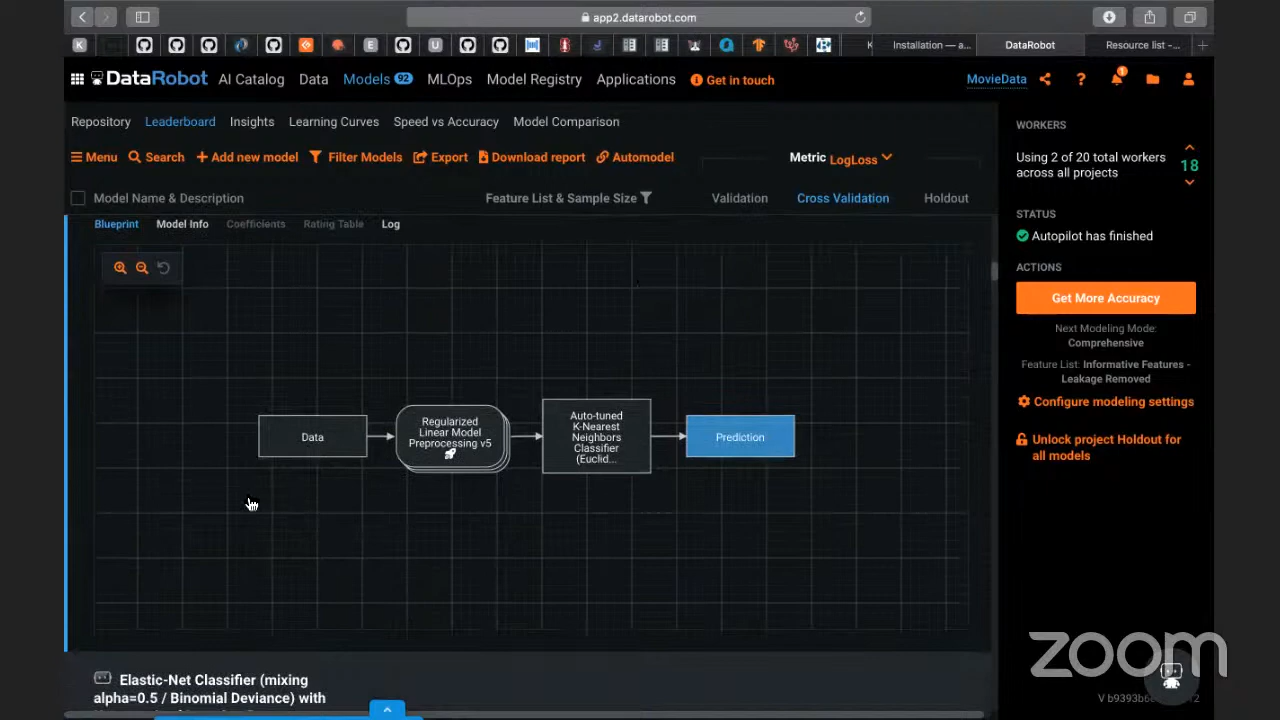 app2.datarobot.com
K
E
U
J
R
K
Installation — a...
DataRobot
Resource list -...
DataRobot
AI Catalog
Data
Models 92
MLOps
Model Registry
Applications
Get in touch
MovieData
?
1
Repository
Leaderboard
Insights
Learning Curves
Speed vs Accuracy
Model Comparison
Menu
Search
Add new model
Filter Models
Export
Download report
Automodel
Metric LogLoss
Model Name & Description
Feature List & Sample Size
Validation
Cross Validation
Holdout
Blueprint
Model Info
Coefficients
Rating Table
Log
Data
Regularized
Linear Model
Preprocessing v5
Auto-tuned
K-Nearest
Neighbors
Classifier
(Euclid...
Prediction
Elastic-Net Classifier (mixing
alpha=0.5 / Binomial Deviance) with
WORKERS
Using 2 of 20 total workers
across all projects
18
STATUS
Autopilot has finished
ACTIONS
Get More Accuracy
Next Modeling Mode:
Comprehensive
Feature List: Informative Features -
Leakage Removed
Configure modeling settings
Unlock project Holdout for
all models
zoom